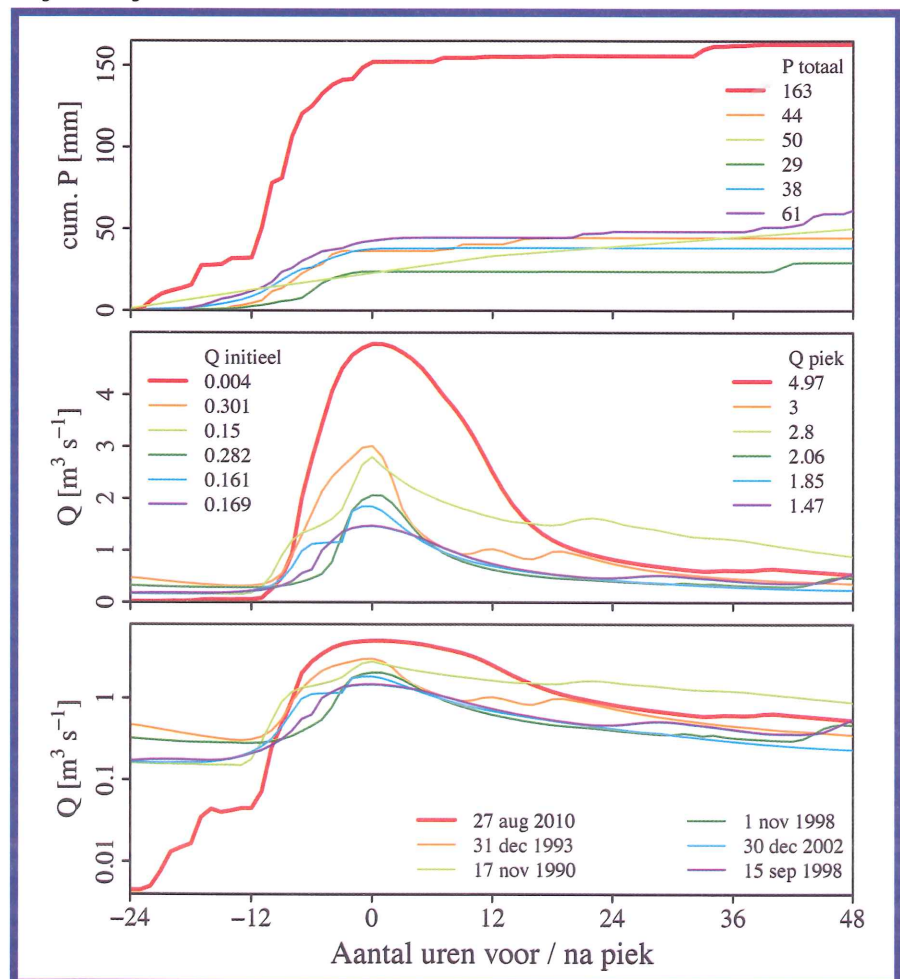 cum. P [mm]
150
100
50
0
P totaal
163
44
50
29
38
61
Q [m³ s⁻¹]
4
3
2
1
0
Q initieel
0.004
0.301
0.15
0.282
0.161
0.169
Q piek
4.97
3
2.8
2.06
1.85
1.47
Q [m³ s⁻¹]
1
0.1
0.01
27 aug 2010
31 dec 1993
17 nov 1990
1 nov 1998
30 dec 2002
15 sep 1998
−24 −12 0 12 24 36 48
Aantal uren voor / na piek